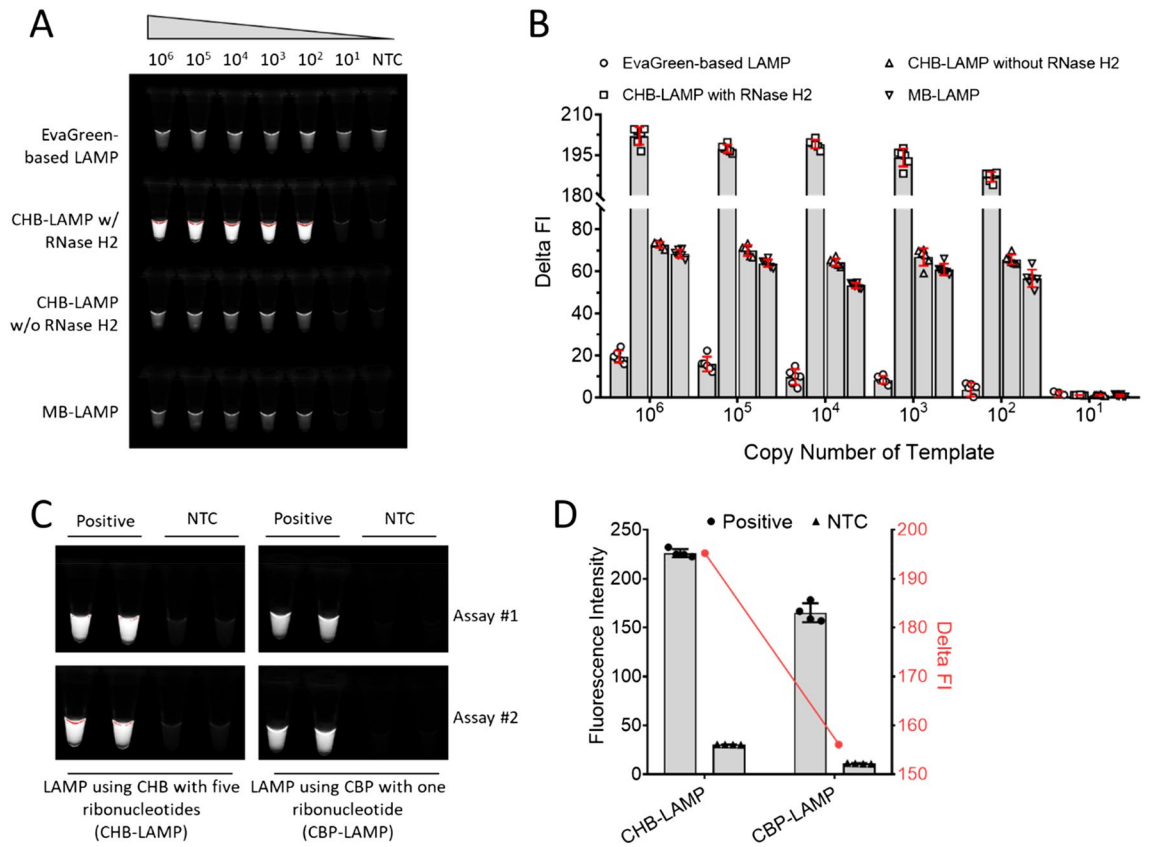 A
10⁶ 10⁵ 10⁴ 10³ 10² 10¹ NTC
EvaGreen-
based LAMP
CHB-LAMP w/
RNase H2
CHB-LAMP
w/o RNase H2
MB-LAMP
B
EvaGreen-based LAMP
CHB-LAMP without RNase H2
CHB-LAMP with RNase H2
MB-LAMP
210
195
180
80
60
40
20
0
Delta FI
10⁶ 10⁵ 10⁴ 10³ 10² 10¹
Copy Number of Template
C
Positive NTC Positive NTC
Assay #1
Assay #2
LAMP using CHB with five
ribonucleotides
(CHB-LAMP)
LAMP using CBP with one
ribonucleotide
(CBP-LAMP)
D
Positive NTC
250
200
150
100
50
0
Fluorescence Intensity
200
190
180
170
160
150
Delta FI
CHB-LAMP
CBP-LAMP